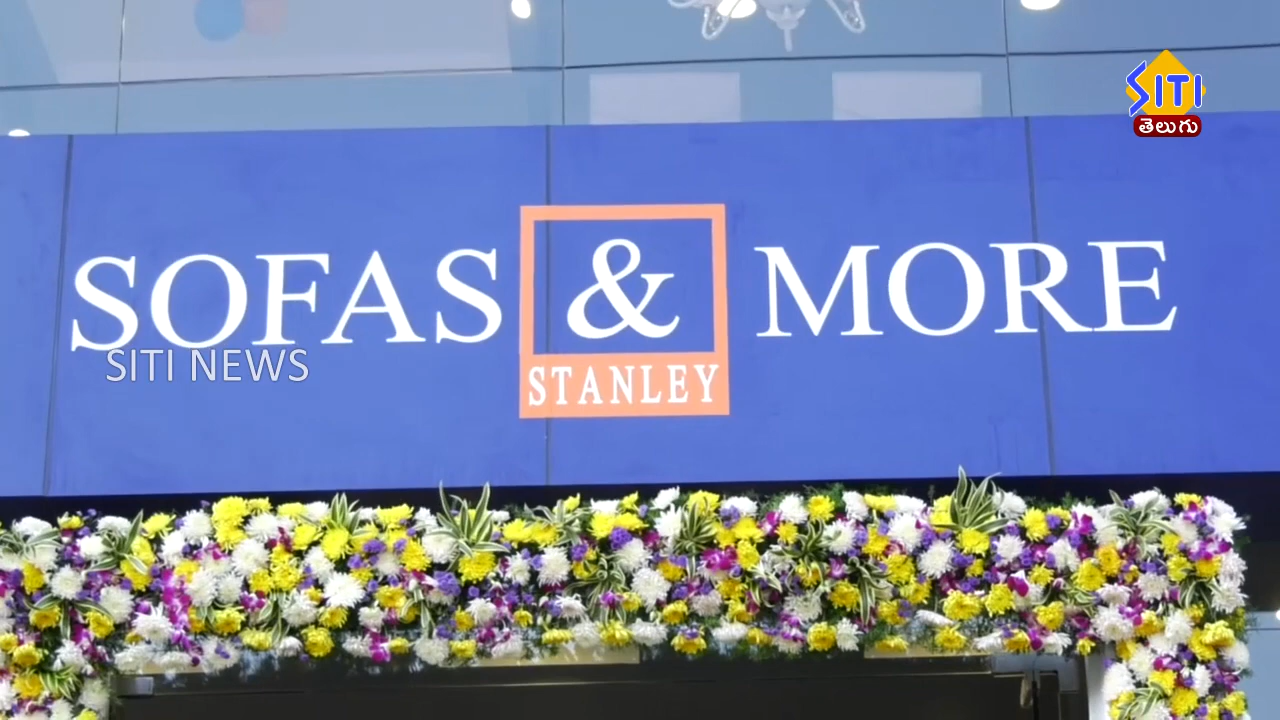 SITI
తెలుగు
SOFAS & MORE
STANLEY
SITI NEWS